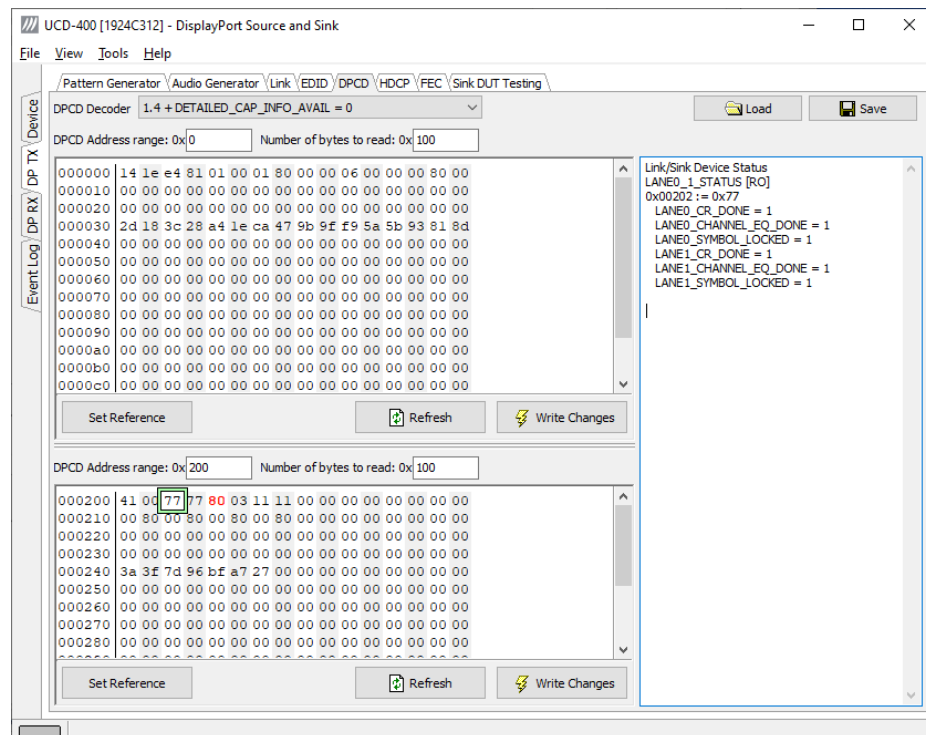 UCD-400 [1924C312] - DisplayPort Source and Sink
File View Tools Help
Pattern Generator Audio Generator Link EDID DPCD HDCP FEC Sink DUT Testing
Device
DP TX
DP RX
Event Log
DPCD Decoder 1.4 + DETAILED_CAP_INFO_AVAIL = 0
Load Save
DPCD Address range: 0x 0 Number of bytes to read: 0x 100
000000 14 1e e4 81 01 00 01 80 00 00 06 00 00 00 80 00
000010 00 00 00 00 00 00 00 00 00 00 00 00 00 00 00 00
000020 00 00 00 00 00 00 00 00 00 00 00 00 00 00 00 00
000030 2d 18 3c 28 a4 1e ca 47 9b 9f f9 5a 5b 93 81 8d
000040 00 00 00 00 00 00 00 00 00 00 00 00 00 00 00 00
000050 00 00 00 00 00 00 00 00 00 00 00 00 00 00 00 00
000060 00 00 00 00 00 00 00 00 00 00 00 00 00 00 00 00
000070 00 00 00 00 00 00 00 00 00 00 00 00 00 00 00 00
000080 00 00 00 00 00 00 00 00 00 00 00 00 00 00 00 00
000090 00 00 00 00 00 00 00 00 00 00 00 00 00 00 00 00
0000a0 00 00 00 00 00 00 00 00 00 00 00 00 00 00 00 00
0000b0 00 00 00 00 00 00 00 00 00 00 00 00 00 00 00 00
0000c0 00 00 00 00 00 00 00 00 00 00 00 00 00 00 00 00
Set Reference Refresh Write Changes
DPCD Address range: 0x 200 Number of bytes to read: 0x 100
000200 41 00 77 77 80 03 11 11 00 00 00 00 00 00 00 00
000210 00 80 00 80 00 80 00 80 00 00 00 00 00 00 00 00
000220 00 00 00 00 00 00 00 00 00 00 00 00 00 00 00 00
000230 00 00 00 00 00 00 00 00 00 00 00 00 00 00 00 00
000240 3a 3f 7d 96 bf a7 27 00 00 00 00 00 00 00 00 00
000250 00 00 00 00 00 00 00 00 00 00 00 00 00 00 00 00
000260 00 00 00 00 00 00 00 00 00 00 00 00 00 00 00 00
000270 00 00 00 00 00 00 00 00 00 00 00 00 00 00 00 00
000280 00 00 00 00 00 00 00 00 00 00 00 00 00 00 00 00
Set Reference Refresh Write Changes
Link/Sink Device Status
LANE0_1_STATUS [RO]
0x00202 := 0x77
LANE0_CR_DONE = 1
LANE0_CHANNEL_EQ_DONE = 1
LANE0_SYMBOL_LOCKED = 1
LANE1_CR_DONE = 1
LANE1_CHANNEL_EQ_DONE = 1
LANE1_SYMBOL_LOCKED = 1